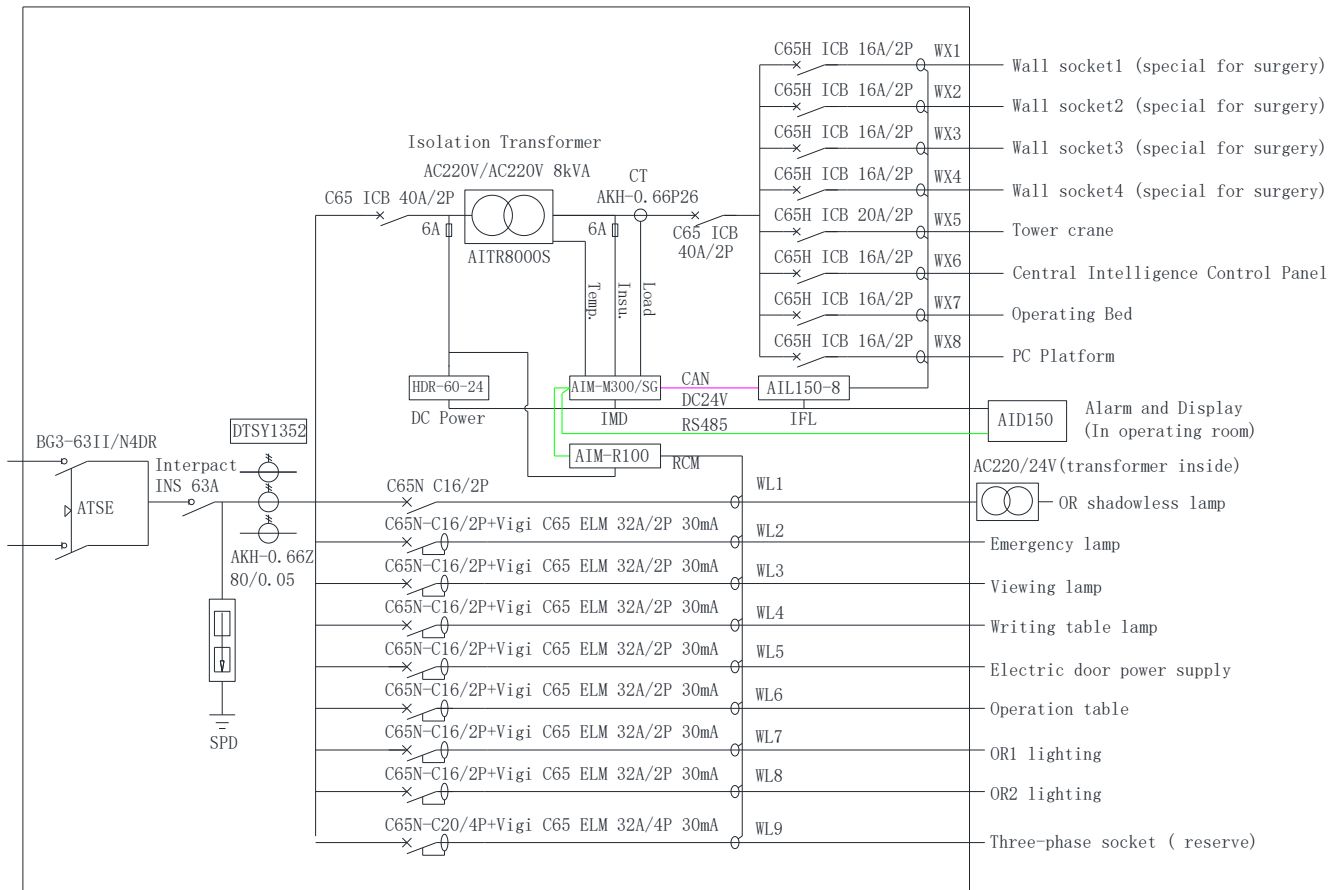 C65H ICB 16A/2P
WX1
Wall socket1 (special for surgery)
C65H ICB 16A/2P
WX2
Wall socket2 (special for surgery)
C65H ICB 16A/2P
WX3
Wall socket3 (special for surgery)
C65H ICB 16A/2P
WX4
Wall socket4 (special for surgery)
C65H ICB 20A/2P
WX5
Tower crane
C65H ICB 16A/2P
WX6
Central Intelligence Control Panel
C65H ICB 16A/2P
WX7
Operating Bed
C65H ICB 16A/2P
WX8
PC Platform
Isolation Transformer
AC220V/AC220V 8kVA
CT
AKH-0.66P26
C65 ICB 40A/2P
6A
6A
C65 ICB
40A/2P
AITR8000S
Temp.
Insu.
Load
HDR-60-24
DC Power
AIM-M300/SG
IMD
CAN
DC24V
RS485
AIL150-8
IFL
AID150
Alarm and Display
(In operating room)
AIM-R100
RCM
BG3-63II/N4DR
ATSE
Interpact
INS 63A
DTSY1352
AKH-0.66Z
80/0.05
SPD
AC220/24V(transformer inside)
C65N C16/2P
WL1
OR shadowless lamp
C65N-C16/2P+Vigi C65 ELM 32A/2P 30mA
WL2
Emergency lamp
C65N-C16/2P+Vigi C65 ELM 32A/2P 30mA
WL3
Viewing lamp
C65N-C16/2P+Vigi C65 ELM 32A/2P 30mA
WL4
Writing table lamp
C65N-C16/2P+Vigi C65 ELM 32A/2P 30mA
WL5
Electric door power supply
C65N-C16/2P+Vigi C65 ELM 32A/2P 30mA
WL6
Operation table
C65N-C16/2P+Vigi C65 ELM 32A/2P 30mA
WL7
OR1 lighting
C65N-C16/2P+Vigi C65 ELM 32A/2P 30mA
WL8
OR2 lighting
C65N-C20/4P+Vigi C65 ELM 32A/4P 30mA
WL9
Three-phase socket ( reserve)